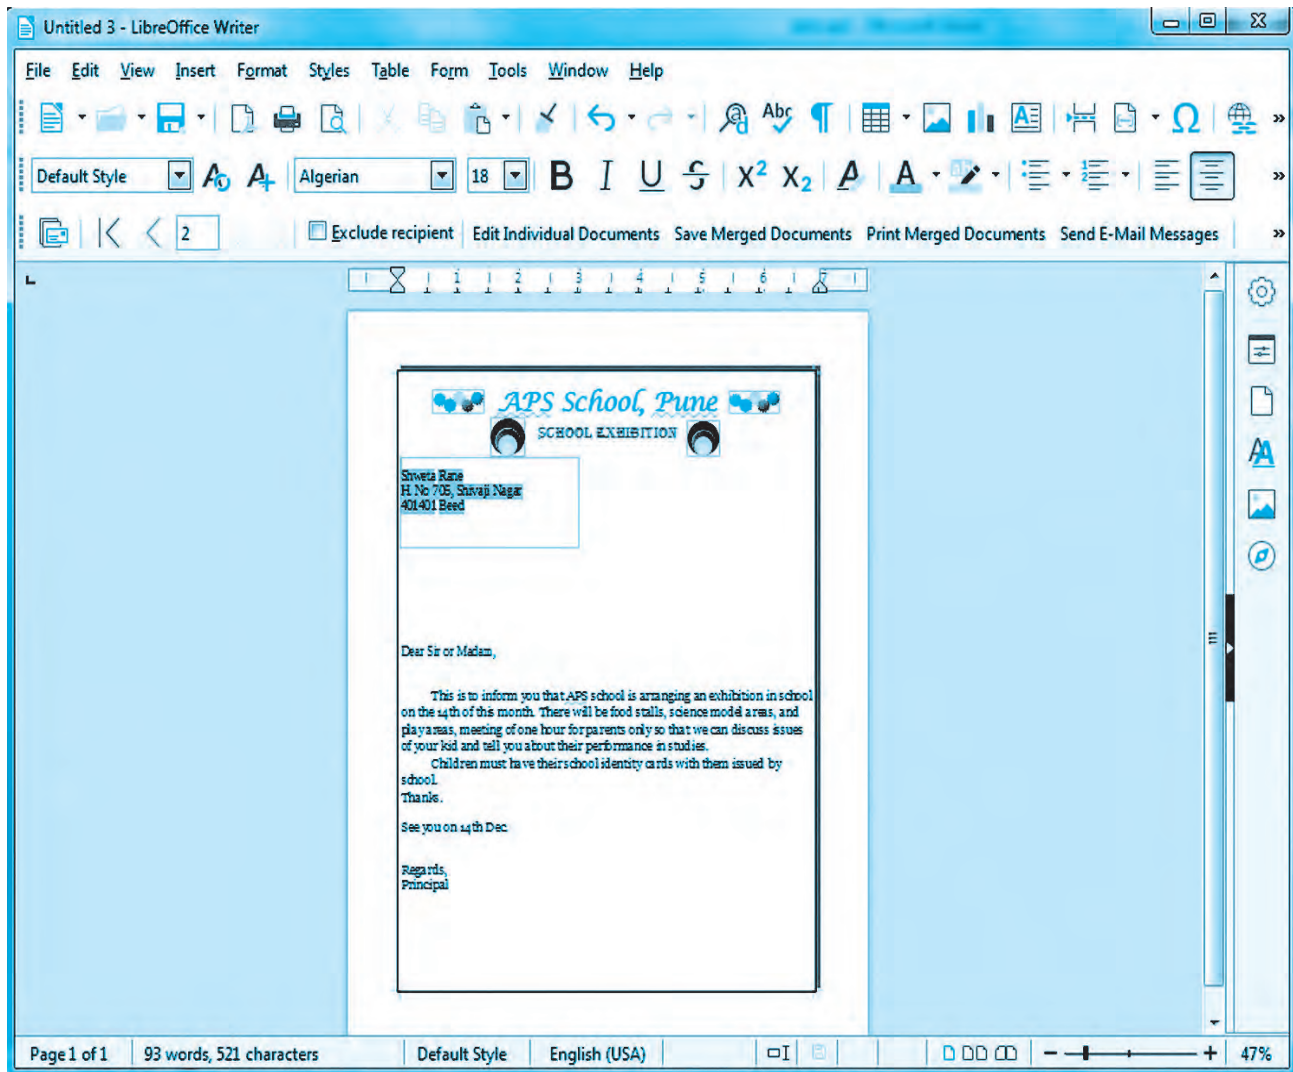 Untitled 3 - LibreOffice Writer
File Edit View Insert Format Styles Table Form Tools Window Help
Default Style Algerian 18
2 Exclude recipient Edit Individual Documents Save Merged Documents Print Merged Documents Send E-Mail Messages
1 2 3 4 5 6 7
APS School, Pune
SCHOOL EXHIBITION
Shweta Rane
H. No 705, Shivaji Nagar
401401 Beed
Dear Sir or Madam,
This is to inform you that APS school is arranging an exhibition in school
on the 14th of this month. There will be food stalls, science model areas, and
play areas, meeting of one hour for parents only so that we can discuss issues
of your kid and tell you about their performance in studies.
Children must have their school identity cards with them issued by
school.
Thanks.
See you on 14th Dec.
Regards,
Principal
Page 1 of 1 93 words, 521 characters Default Style English (USA) 47%